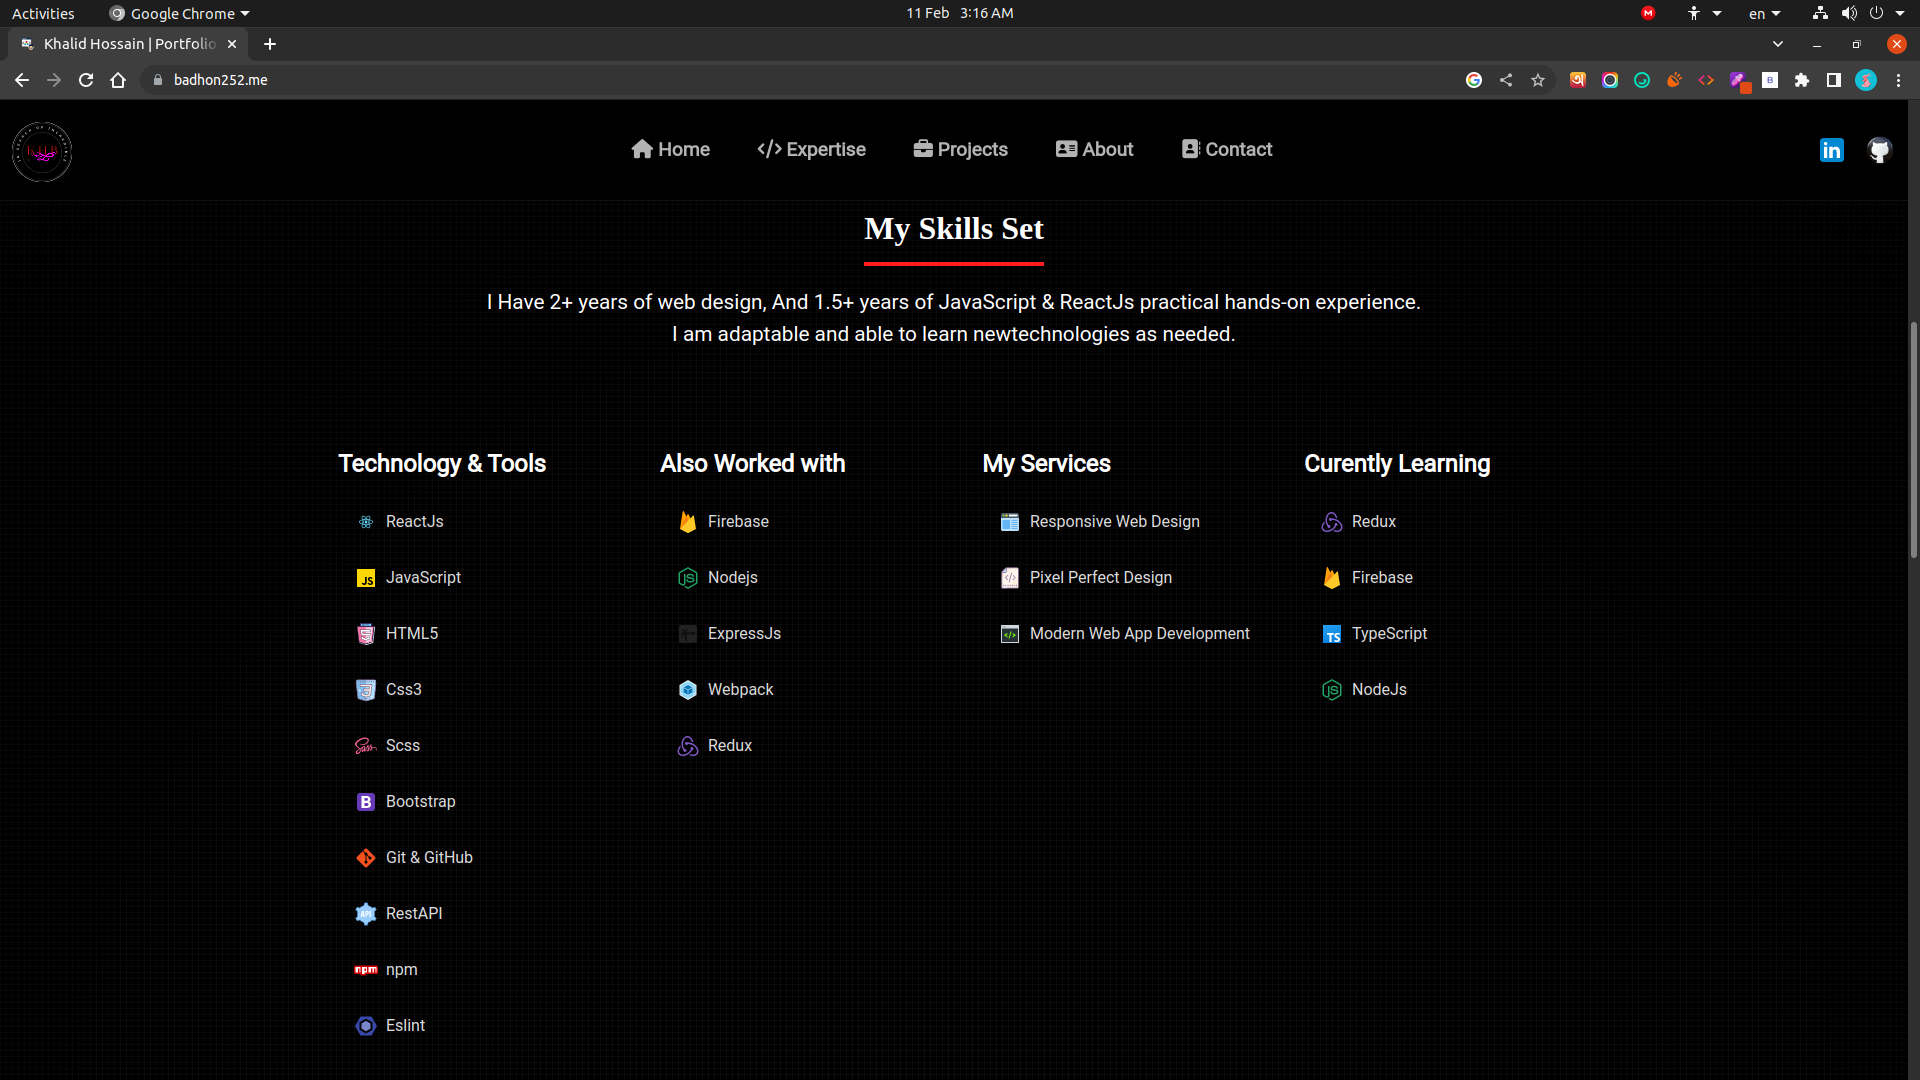 Activities
Google Chrome
11 Feb 3:16 AM
en
Khalid Hossain | Portfolio
badhon252.me
Home
Expertise
Projects
About
Contact
My Skills Set
I Have 2+ years of web design, And 1.5+ years of JavaScript & ReactJs practical hands-on experience.
I am adaptable and able to learn newtechnologies as needed.
Technology & Tools
ReactJs
JavaScript
HTML5
Css3
Scss
Bootstrap
Git & GitHub
RestAPI
npm
Eslint
Also Worked with
Firebase
Nodejs
ExpressJs
Webpack
Redux
My Services
Responsive Web Design
Pixel Perfect Design
Modern Web App Development
Curently Learning
Redux
Firebase
TypeScript
NodeJs